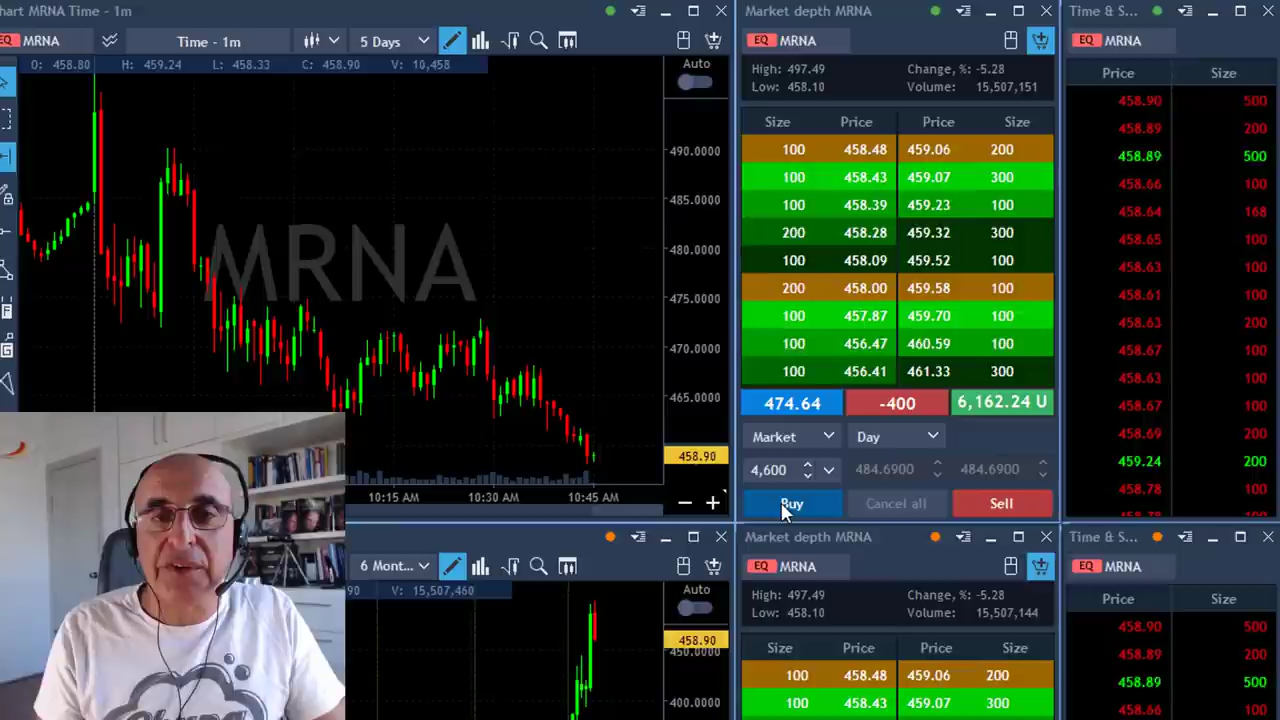 hart MRNA Time - 1m
EQ MRNA Time - 1m 5 Days
O: 458.80 H: 459.24 L: 458.33 C: 458.90 V: 10,458
Auto
MRNA
490.0000
485.0000
480.0000
475.0000
470.0000
465.0000
458.90
10:15 AM 10:30 AM 10:45 AM
Market depth MRNA
EQ MRNA
High: 497.49 Change, %: -5.28
Low: 458.10 Volume: 15,507,151
Size Price Price Size
100 458.48 459.06 200
100 458.43 459.07 300
100 458.39 459.23 100
200 458.28 459.32 300
100 458.09 459.52 100
200 458.00 459.58 100
100 457.87 459.70 100
100 456.47 460.59 100
100 456.41 461.33 300
474.64 -400 6,162.24 U
Market Day
4,600 484.6900 484.6900
Buy Cancel all Sell
Time & S...
EQ MRNA
Price Size
458.90 500
458.89 200
458.89 500
458.66 100
458.64 168
458.65 100
458.63 100
458.61 100
458.63 200
458.67 100
458.63 100
458.67 100
458.69 200
459.24 200
458.78 100
6 Mont...
90 V: 15,507,460
Auto
458.90
450.0000
400.0000
Market depth MRNA
EQ MRNA
High: 497.49 Change, %: -5.28
Low: 458.10 Volume: 15,507,144
Size Price Price Size
100 458.48 459.06 200
100 458.43 459.07 300
Time & S...
EQ MRNA
Price Size
458.90 500
458.89 200
458.89 500
458.66 100